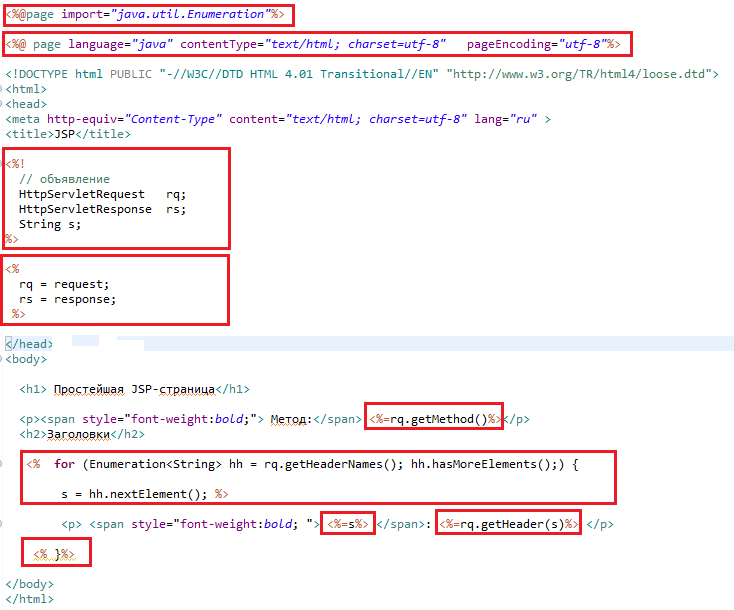 <%@page import="java.util.Enumeration"%>
<%@ page language="java" contentType="text/html; charset=utf-8"   pageEncoding="utf-8"%>
<!DOCTYPE html PUBLIC "-//W3C//DTD HTML 4.01 Transitional//EN" "http://www.w3.org/TR/html4/loose.dtd">
<html>
<head>
<meta http-equiv="Content-Type" content="text/html; charset=utf-8" lang="ru" >
<title>JSP</title>
<%!
  // объявление
  HttpServletRequest   rq;
  HttpServletResponse  rs;
  String s;
%>
<%
  rq = request;
  rs = response;
 %>
</head>
<body>
  <h1> Простейшая JSP-страница</h1>
  <p><span style="font-weight:bold;"> Метод:</span> <%=rq.getMethod()%></p>
  <h2>Заголовки</h2>
   <%  for (Enumeration<String> hh = rq.getHeaderNames(); hh.hasMoreElements();) {
        s = hh.nextElement(); %>
        <p> <span style="font-weight:bold; "> <%=s%> </span>: <%=rq.getHeader(s)%> </p>
    <% }%>
</body>
</html>